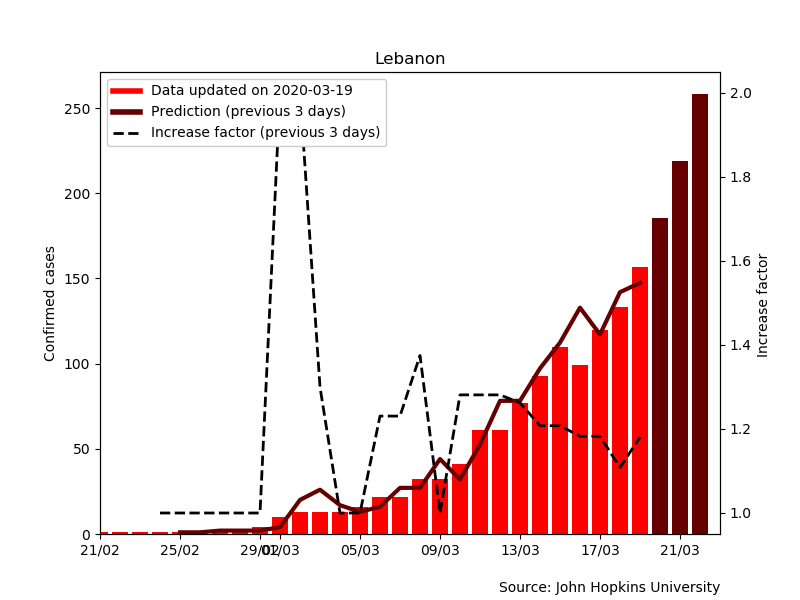 Lebanon
Data updated on 2020-03-19
Prediction (previous 3 days)
Increase factor (previous 3 days)
Confirmed cases
250
200
150
100
50
0
2.0
1.8
1.6
1.4
1.2
1.0
Increase factor
21/02 25/02 29/02 01/03 05/03 09/03 13/03 17/03 21/03
Source: John Hopkins University